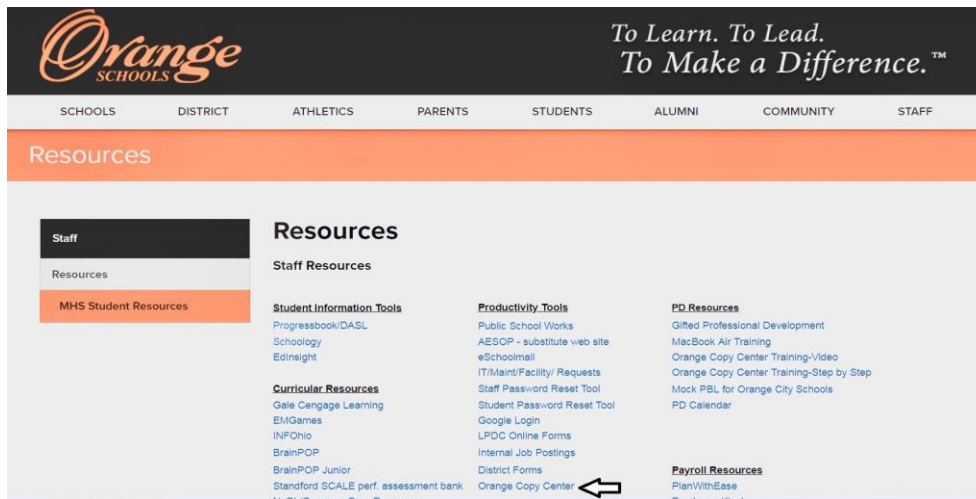 Orange
SCHOOLS
To Learn. To Lead.
To Make a Difference.™
SCHOOLS DISTRICT ATHLETICS PARENTS STUDENTS ALUMNI COMMUNITY STAFF
Resources
Staff
Resources
MHS Student Resources
Resources
Staff Resources
Student Information Tools
Progressbook/DASL
Schoology
EdInsight
Curricular Resources
Gale Cengage Learning
EMGames
INFOhio
BrainPOP
BrainPOP Junior
Standford SCALE perf. assessment bank
Productivity Tools
Public School Works
AESOP - substitute web site
eSchoolmall
IT/Maint/Facility/ Requests
Staff Password Reset Tool
Student Password Reset Tool
Google Login
LPDC Online Forms
Internal Job Postings
District Forms
Orange Copy Center
PD Resources
Gifted Professional Development
MacBook Air Training
Orange Copy Center Training-Video
Orange Copy Center Training-Step by Step
Mock PBL for Orange City Schools
PD Calendar
Payroll Resources
PlanWithEase